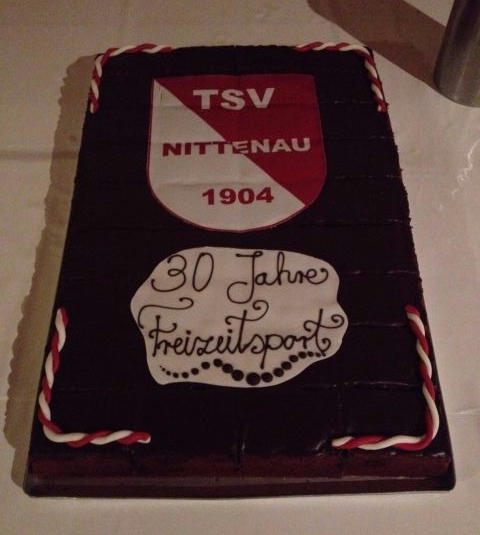 TSV
NITTENAU
1904
30 Jahre
Freizeitsport